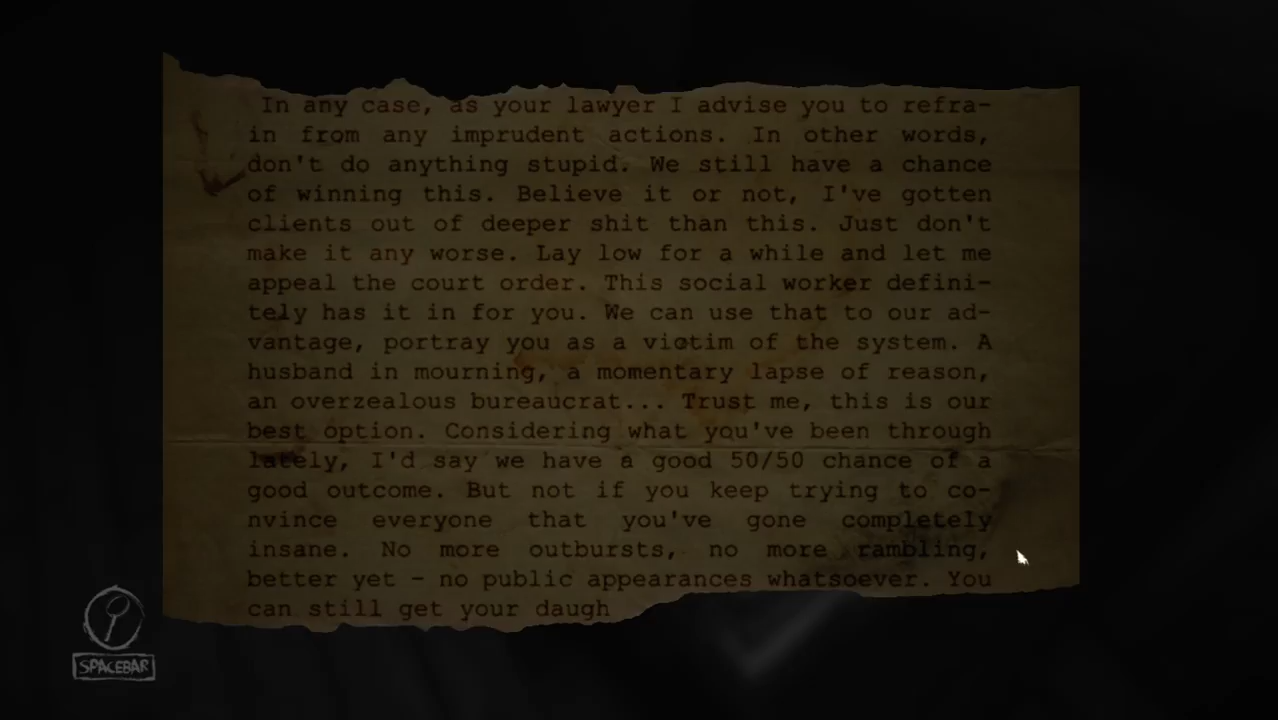 In any case, as your lawyer I advise you to refra-
in from any imprudent actions. In other words,
don't do anything stupid. We still have a chance
of winning this. Believe it or not, I've gotten
clients out of deeper shit than this. Just don't
make it any worse. Lay low for a while and let me
appeal the court order. This social worker defini-
tely has it in for you. We can use that to our ad-
vantage, portray you as a victim of the system. A
husband in mourning, a momentary lapse of reason,
an overzealous bureaucrat... Trust me, this is our
best option. Considering what you've been through
lately, I'd say we have a good 50/50 chance of a
good outcome. But not if you keep trying to co-
nvince everyone that you've gone completely
insane. No more outbursts, no more rambling,
better yet - no public appearances whatsoever. You
can still get your daugh
SPACEBAR